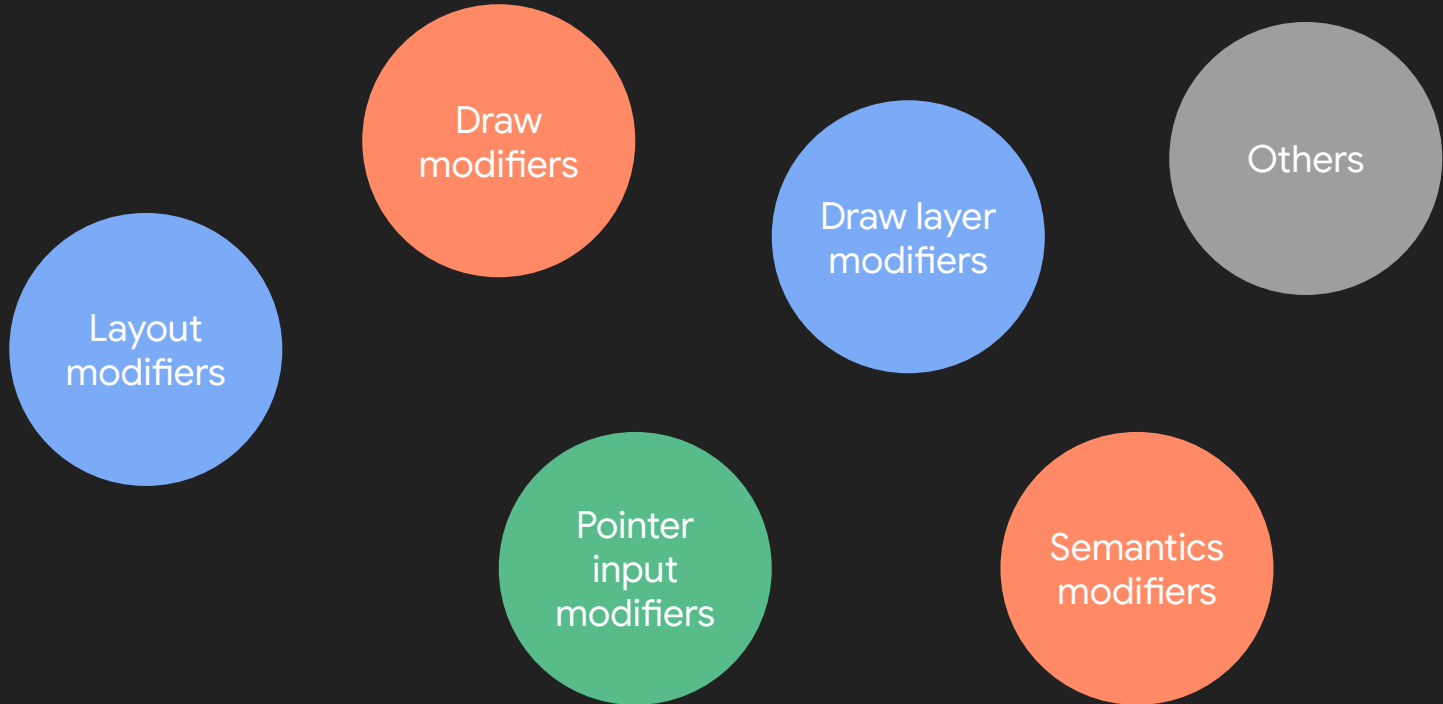 Draw
modifiers
Others
Draw layer
modifiers
Layout
modifiers
Pointer
input
modifiers
Semantics
modifiers